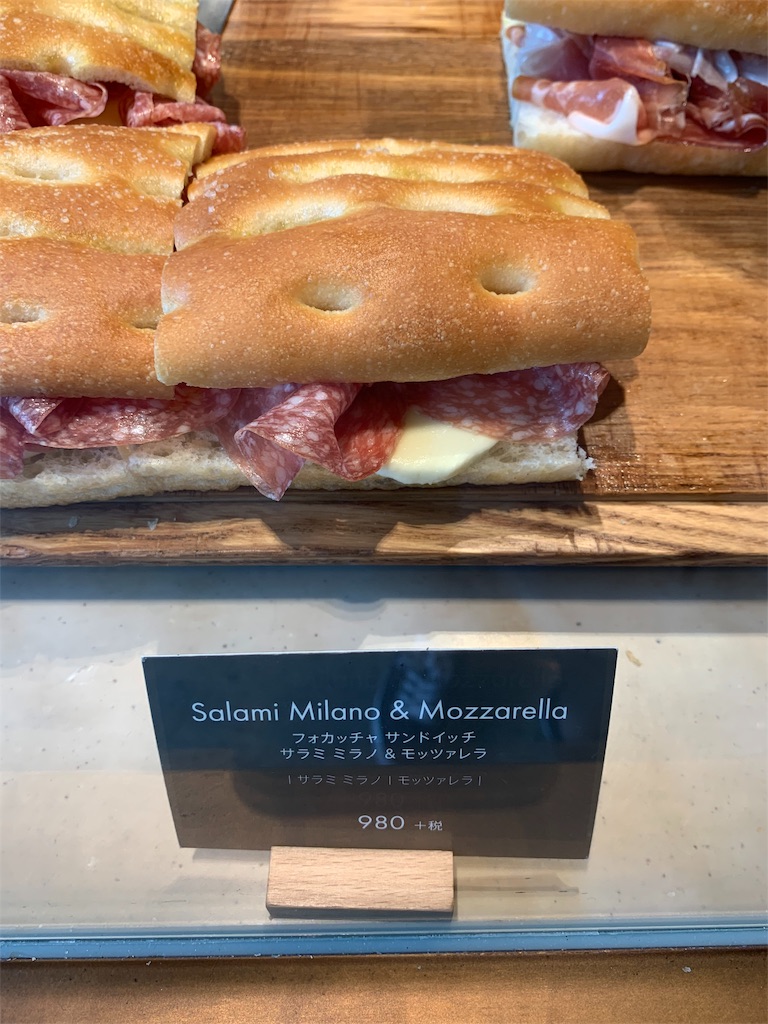 Salami Milano & Mozzarella
フォカッチャ サンドイッチ
サラミ ミラノ & モッツァレラ
| サラミ ミラノ | モッツァレラ |
980 +税